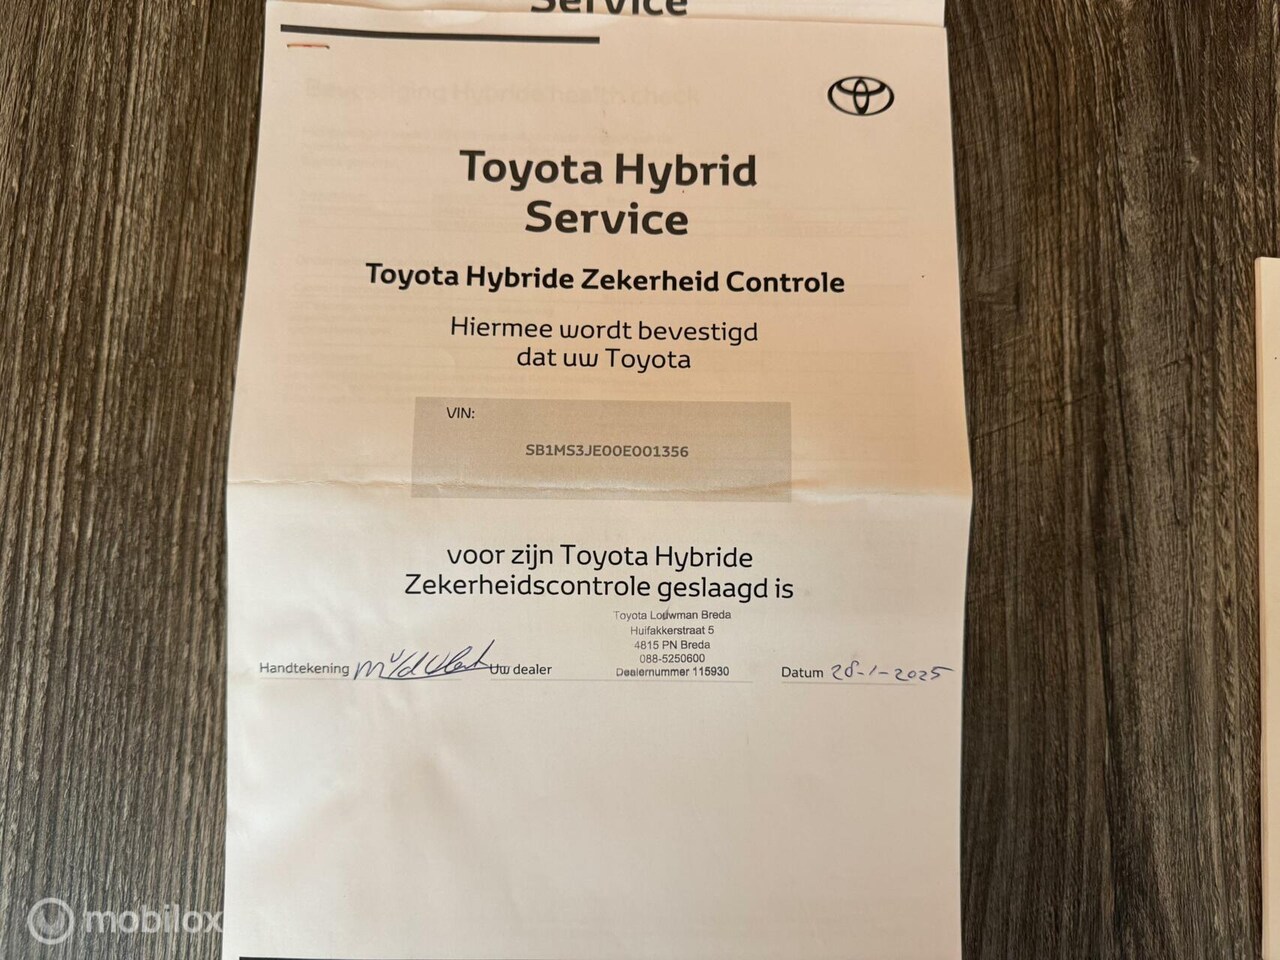 Service
Toyota Hybrid
Service
Toyota Hybride Zekerheid Controle
Hiermee wordt bevestigd
dat uw Toyota
VIN:
SB1MS3JE00E001356
voor zijn Toyota Hybride
Zekerheidscontrole geslaagd is
Toyota Louwman Breda
Huifakkerstraat 5
4815 PN Breda
088-5250600
Dealernummer 115930
Handtekening
Uw dealer
Datum 28-1-2025
mobilox